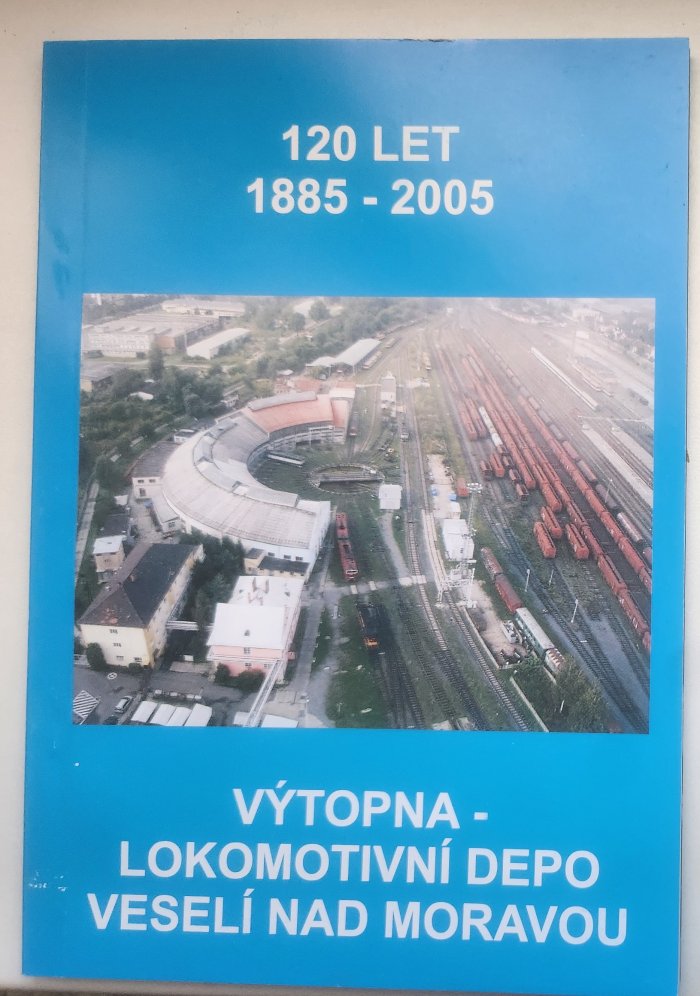 120 LET
1885 - 2005
VÝTOPNA -
LOKOMOTIVNÍ DEPO
VESELÍ NAD MORAVOU